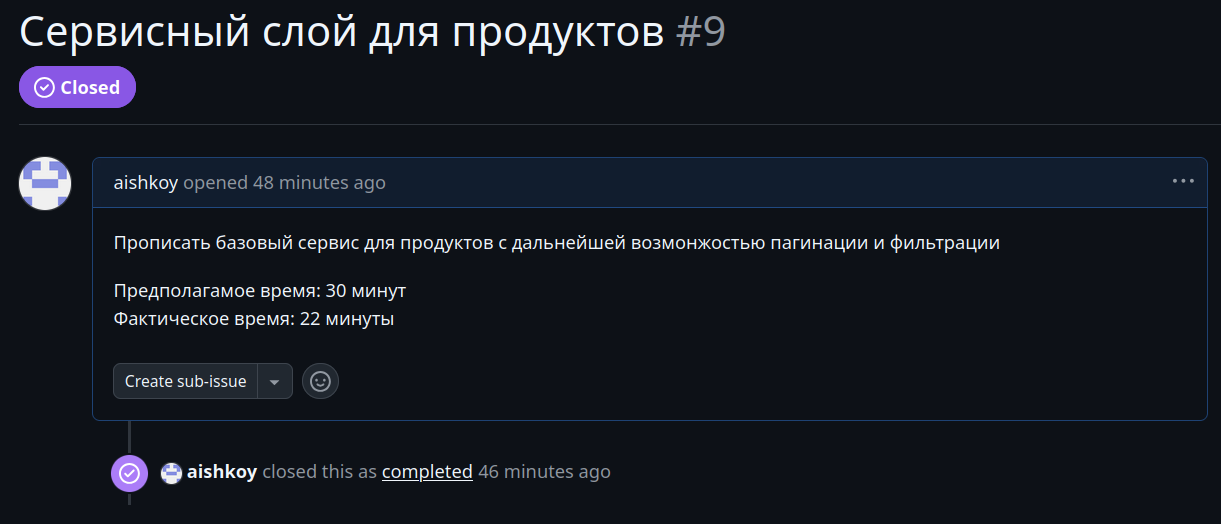 Сервисный слой для продуктов #9
Closed
aishkoy opened 48 minutes ago
Прописать базовый сервис для продуктов с дальнейшей возмонжостью пагинации и фильтрации
Предполагамое время: 30 минут
Фактическое время: 22 минуты
Create sub-issue
aishkoy closed this as completed 46 minutes ago